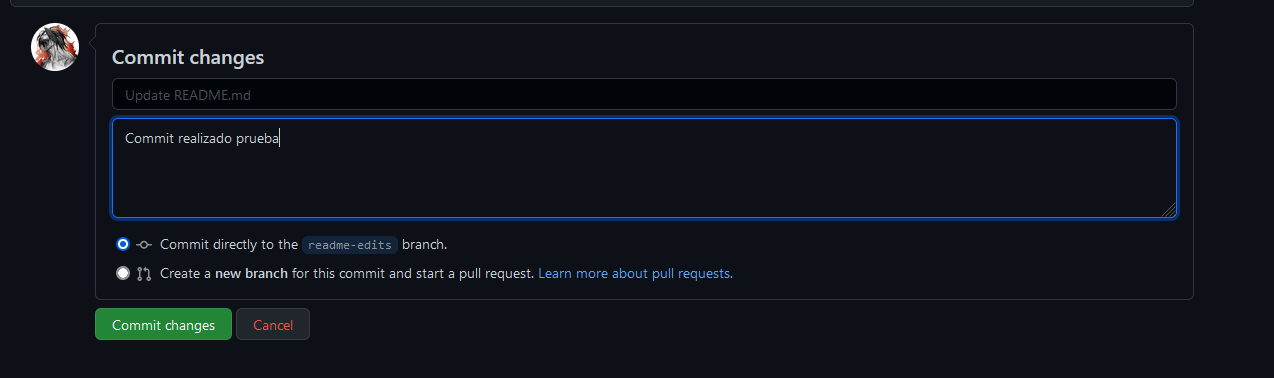 Commit changes
Update README.md
Commit realizado prueba
Commit directly to the readme-edits branch.
Create a new branch for this commit and start a pull request. Learn more about pull requests.
Commit changes Cancel